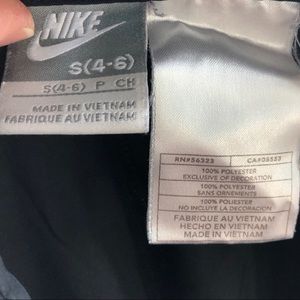 NIKE
S(4-6)
S(4-6) P CH
MADE IN VIETNAM
FABRIQUE AU VIETNAM
RN#56323 CA#05553
100% POLYESTER
EXCLUSIVE OF DECORATION
100% POLYESTER
SANS ORNEMENTS
100% POLIESTER
NO INCLUYE LA DECORACION
FABRIQUE AU VIETNAM
HECHO EN VIETNAM
MADE IN VIETNAM